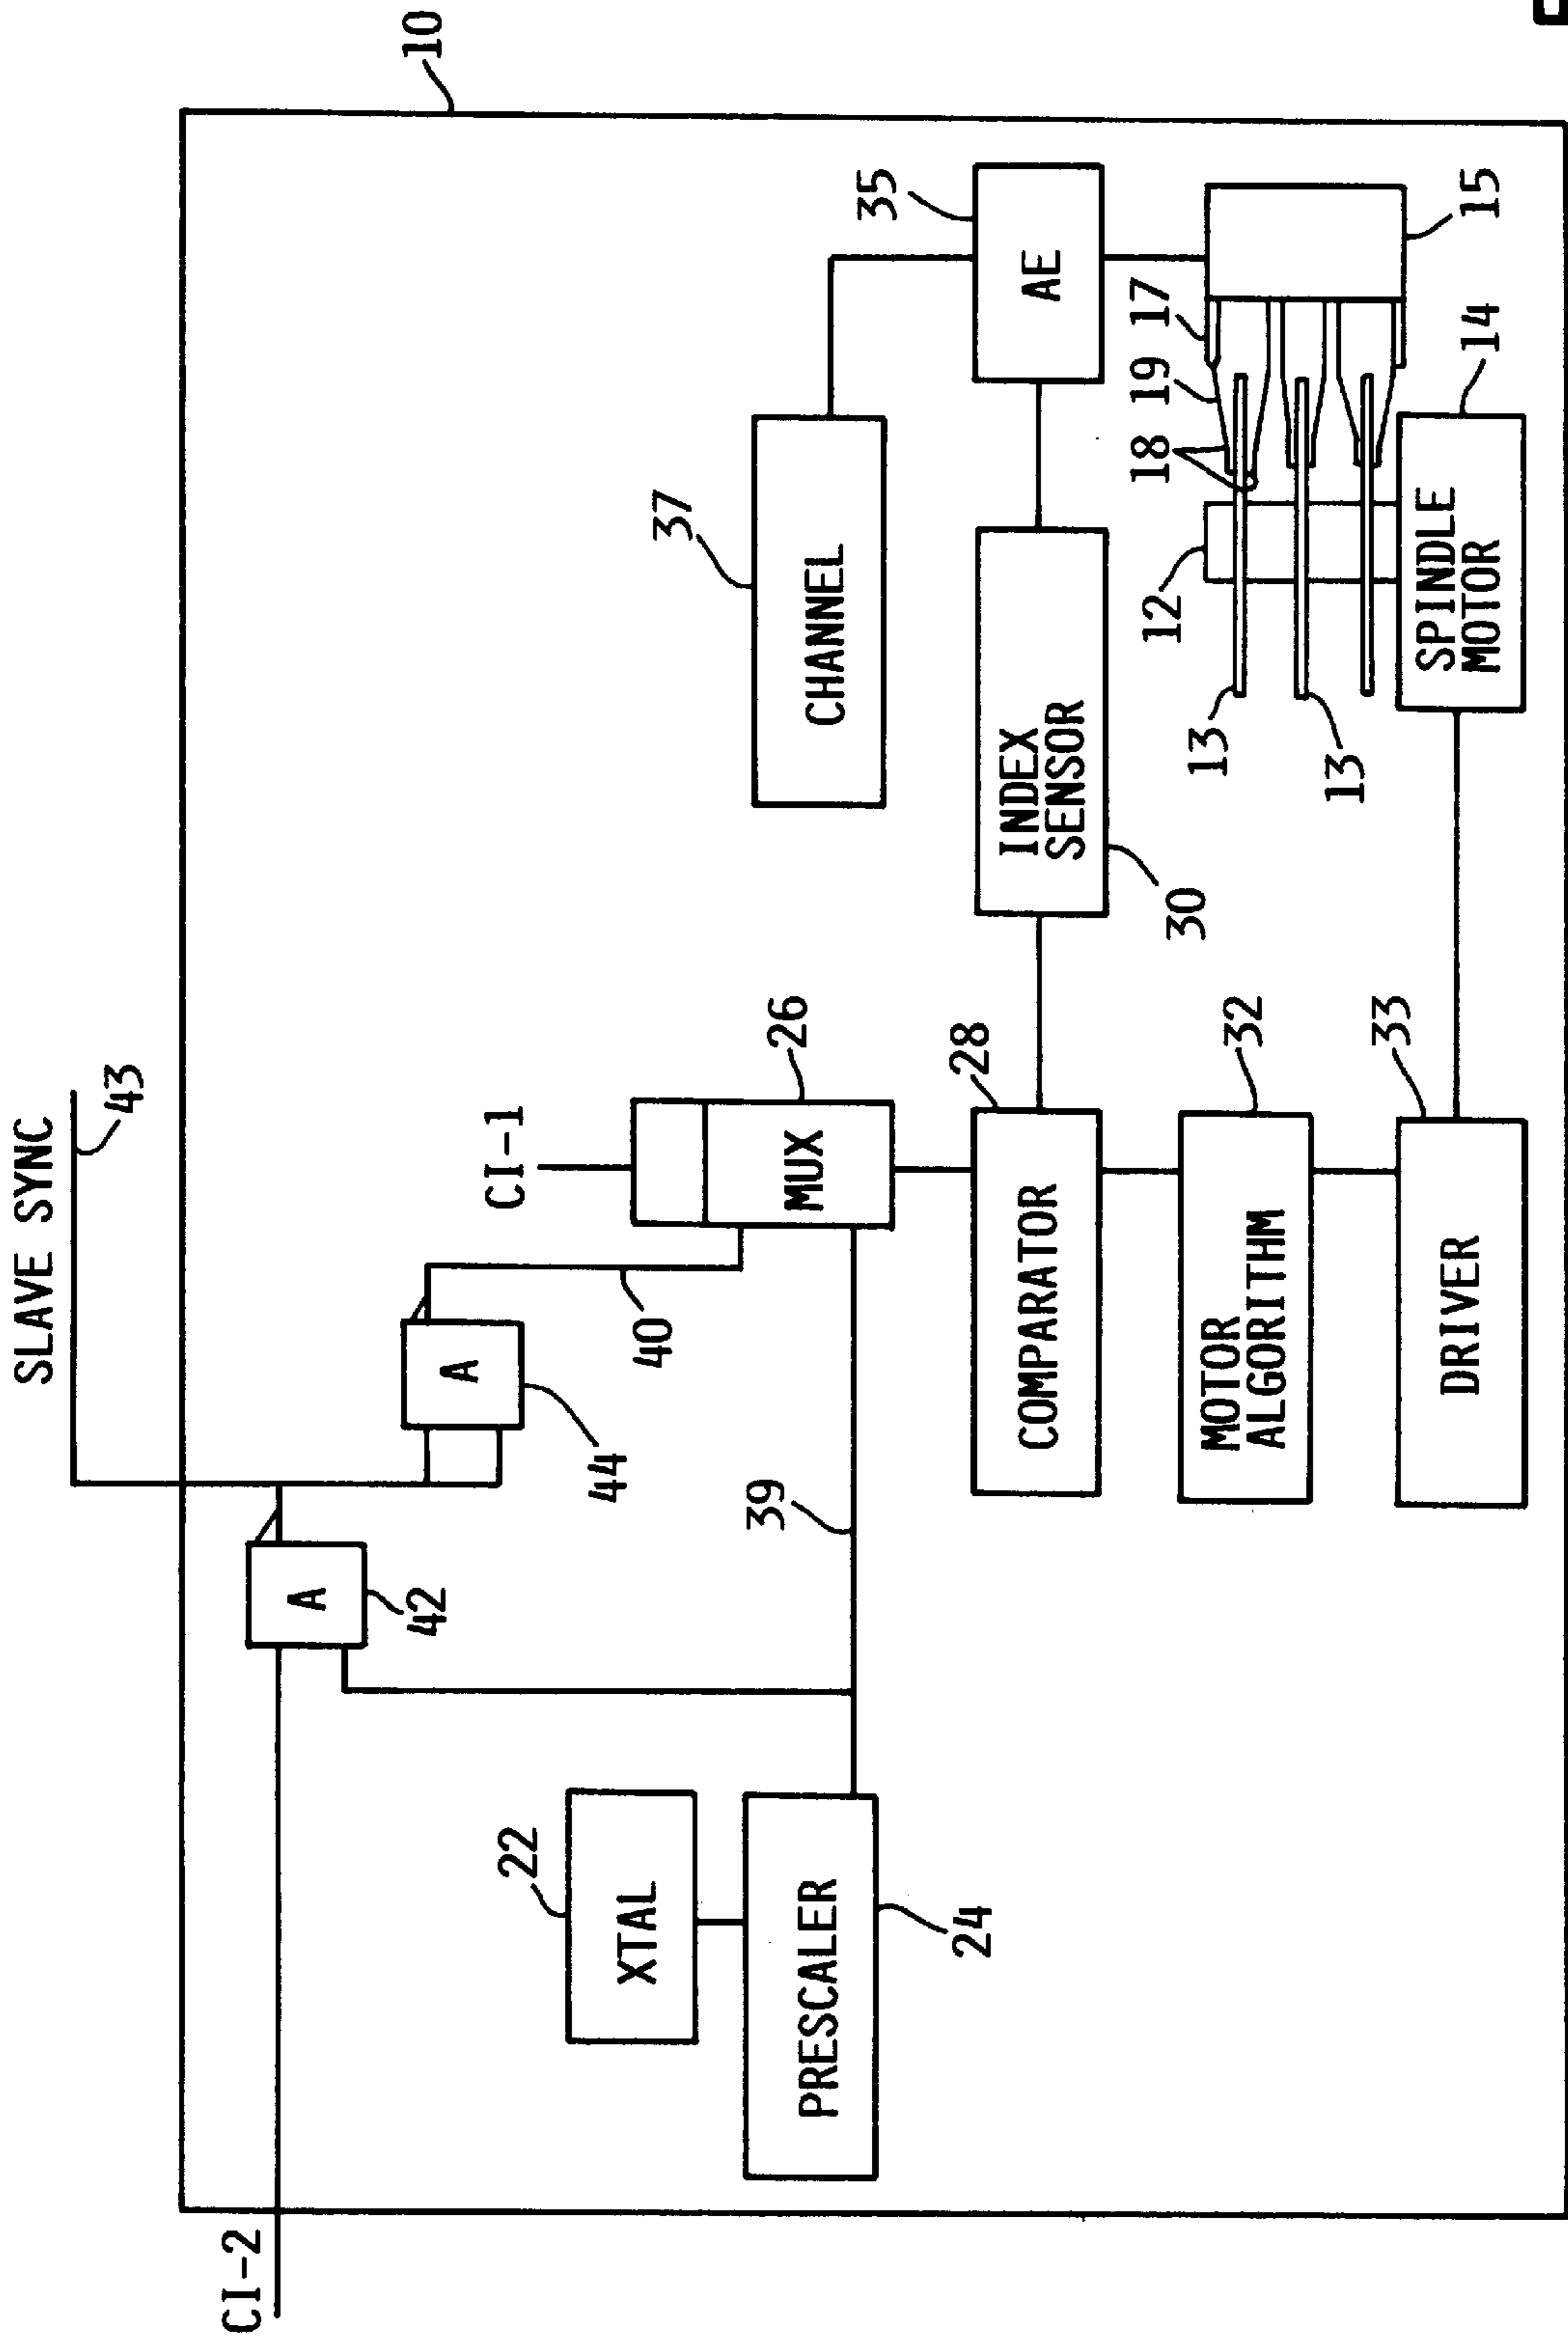 SLAVE SYNC
43
10
CI-2
A
42
A
44
40
CI-1
MUX
26
39
XTAL
22
PRESCALER
24
CHANNEL
37
COMPARATOR
28
INDEX
SENSOR
30
AE
35
MOTOR
ALGORITHM
32
DRIVER
33
13
13
12
18
19
17
15
SPINDLE
MOTOR
14